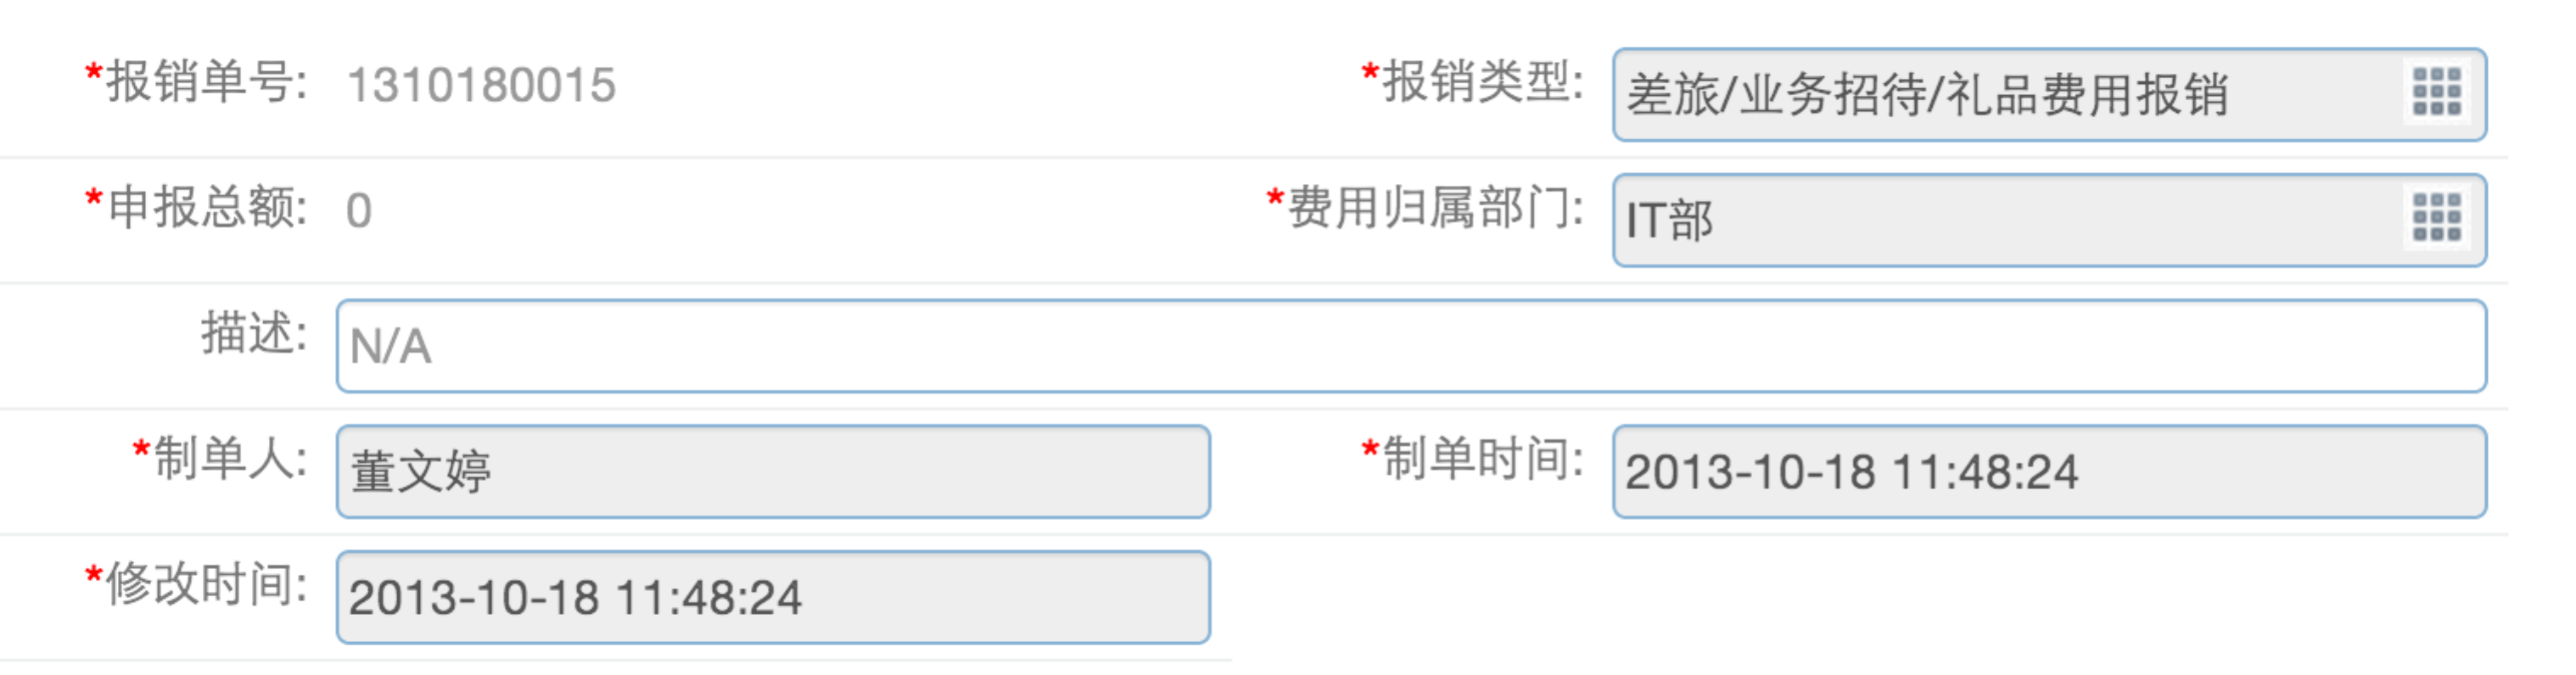 *报销单号: 1310180015 *报销类型: 差旅/业务招待/礼品费用报销
*申报总额: 0 *费用归属部门: IT部
描述: N/A
*制单人: 董文婷 *制单时间: 2013-10-18 11:48:24
*修改时间: 2013-10-18 11:48:24